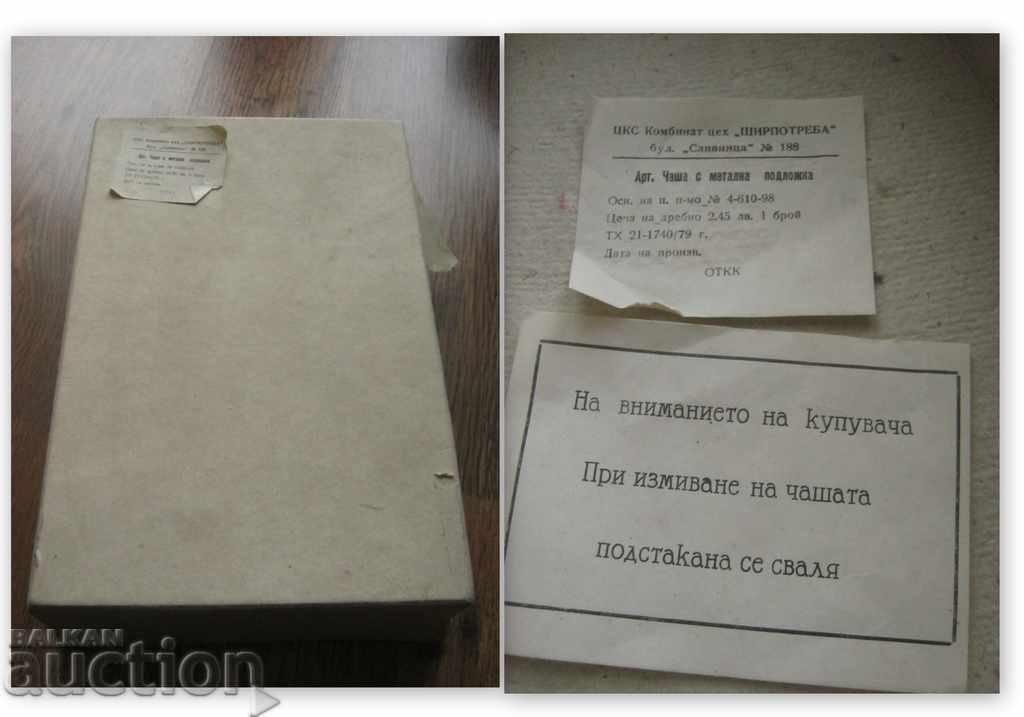 ЦКС Комбинат цех „ШИРПОТРЕБА“
бул. „Сливница“ № 188
Арт. Чаша с метална подложка
Осн. на ц. п-мо № 4-610-98
Цена на дребно 2,45 лв. 1 брой
ТХ 21-1740/79 г.
Дата на произв.
ОТКК
На вниманието на купувача
При измиване на чашата
подстакана се сваля
BALKAN
auction